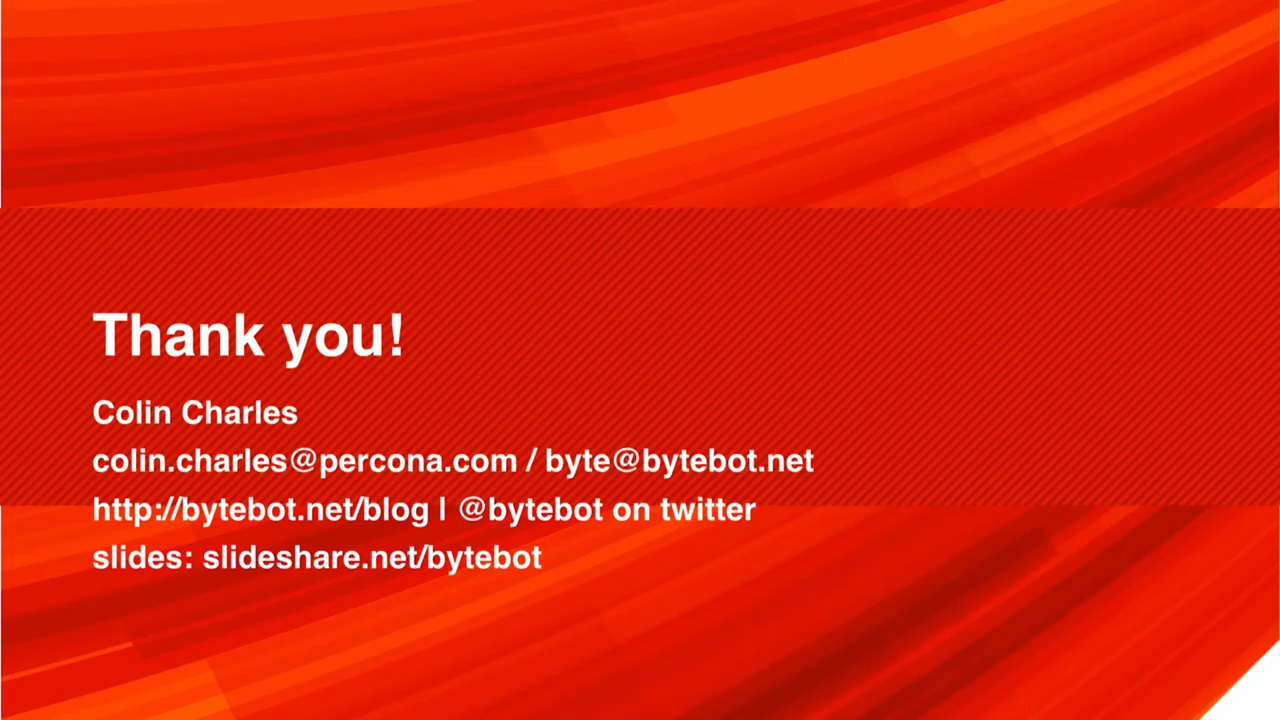 Thank you!
Colin Charles
colin.charles@percona.com / byte@bytebot.net
http://bytebot.net/blog | @bytebot on twitter
slides: slideshare.net/bytebot